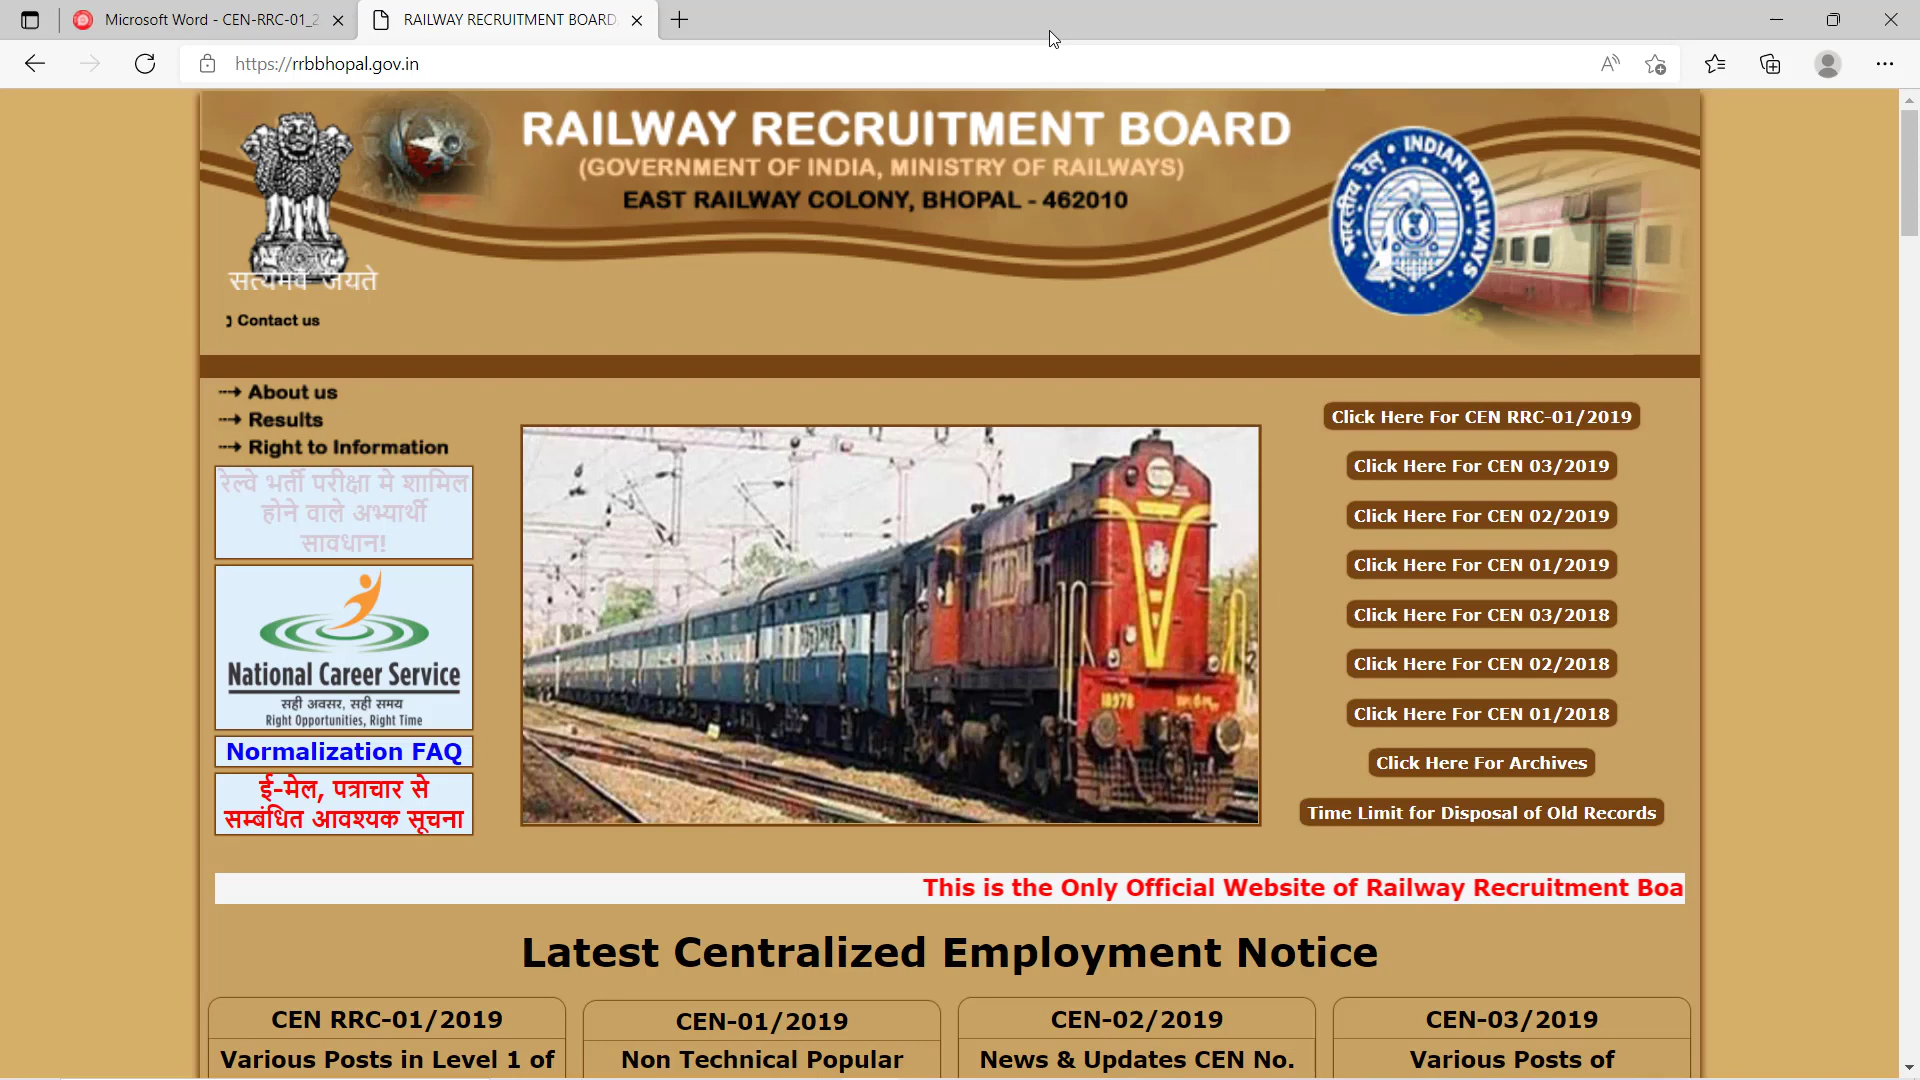 Microsoft Word - CEN-RRC-01_2
RAILWAY RECRUITMENT BOARD,
https://rrbbhopal.gov.in
RAILWAY RECRUITMENT BOARD
(GOVERNMENT OF INDIA, MINISTRY OF RAILWAYS)
EAST RAILWAY COLONY, BHOPAL - 462010
सत्यमेव जयते
भारतीय रेल • INDIAN RAILWAYS
Contact us
About us
Results
Right to Information
रेल्वे भर्ती परीक्षा मे शामिल
होने वाले अभ्यार्थी
सावधान!
National Career Service
सही अवसर, सही समय
Right Opportunities, Right Time
Normalization FAQ
ई-मेल, पत्राचार से
सम्बंधित आवश्यक सूचना
Click Here For CEN RRC-01/2019
Click Here For CEN 03/2019
Click Here For CEN 02/2019
Click Here For CEN 01/2019
Click Here For CEN 03/2018
Click Here For CEN 02/2018
Click Here For CEN 01/2018
Click Here For Archives
Time Limit for Disposal of Old Records
This is the Only Official Website of Railway Recruitment Boa
Latest Centralized Employment Notice
CEN RRC-01/2019
Various Posts in Level 1 of
CEN-01/2019
Non Technical Popular
CEN-02/2019
News & Updates CEN No.
CEN-03/2019
Various Posts of